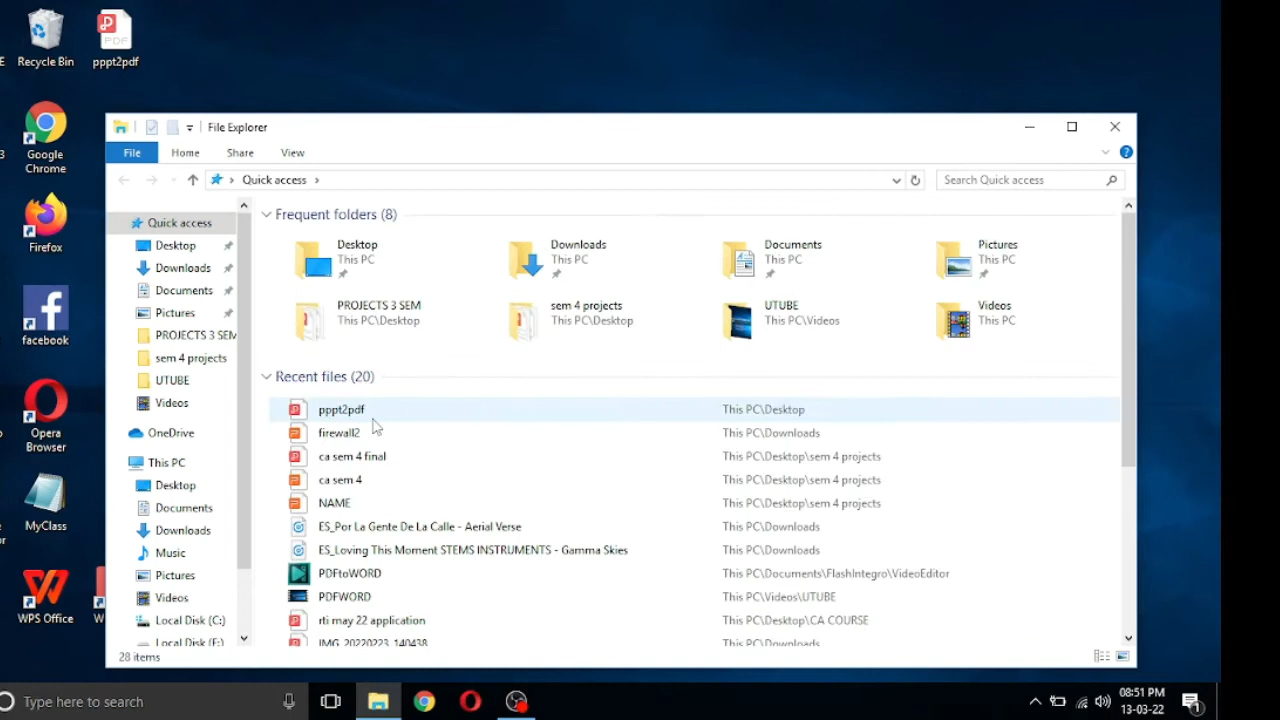 E
Recycle Bin
pppt2pdf
3
Google
Chrome
Firefox
facebook
Opera
Browser
MyClass
or
WPS Office
W
File Explorer
File
Home
Share
View
Quick access
Search Quick access
Quick access
Desktop
Downloads
Documents
Pictures
PROJECTS 3 SEM
sem 4 projects
UTUBE
Videos
OneDrive
This PC
Desktop
Documents
Downloads
Music
Pictures
Videos
Local Disk (C:)
Local Disk (E:)
Frequent folders (8)
Desktop
This PC
Downloads
This PC
Documents
This PC
Pictures
This PC
PROJECTS 3 SEM
This PC\Desktop
sem 4 projects
This PC\Desktop
UTUBE
This PC\Videos
Videos
This PC
Recent files (20)
pppt2pdf This PC\Desktop
firewall2 This PC\Downloads
ca sem 4 final This PC\Desktop\sem 4 projects
ca sem 4 This PC\Desktop\sem 4 projects
NAME This PC\Desktop\sem 4 projects
ES_Por La Gente De La Calle - Aerial Verse This PC\Downloads
ES_Loving This Moment STEMS INSTRUMENTS - Gamma Skies This PC\Downloads
PDFtoWORD This PC\Documents\FlashIntegro\VideoEditor
PDFWORD This PC\Videos\UTUBE
rti may 22 application This PC\Desktop\CA COURSE
IMG_20220223_140438 This PC\Downloads
28 items
Type here to search
08:51 PM
13-03-22
1